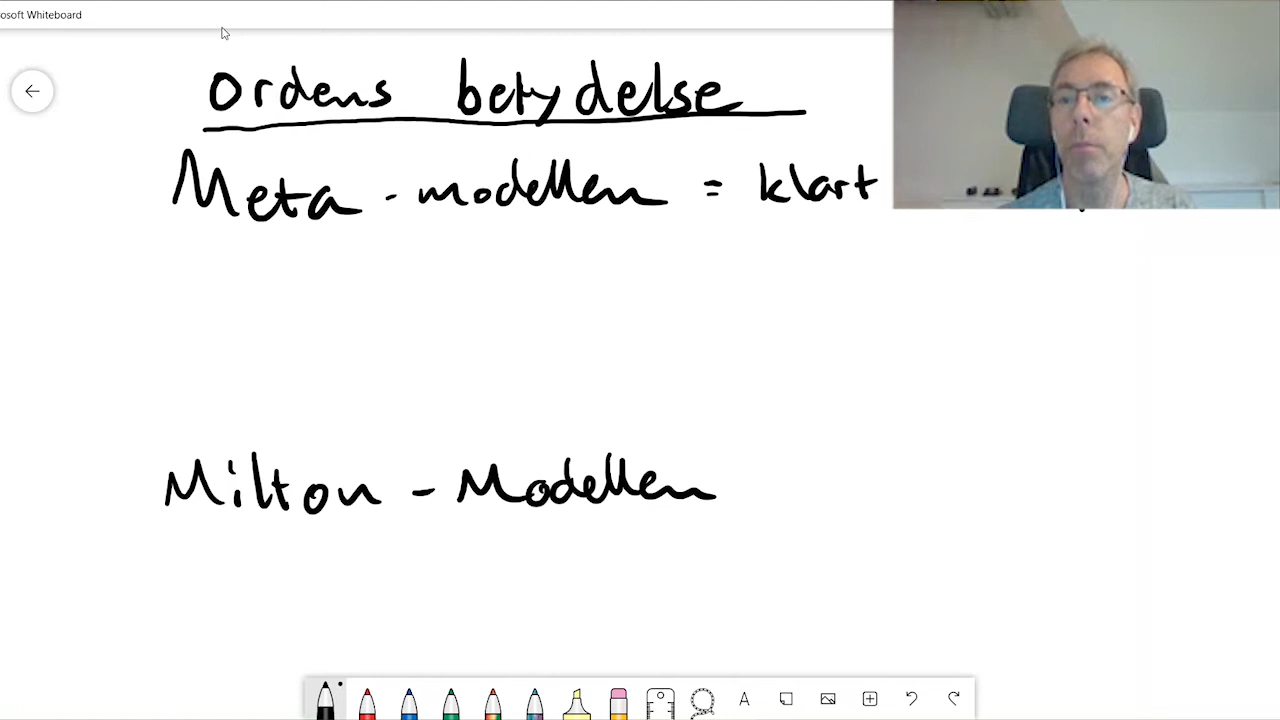 osoft Whiteboard
Ordens betydelse
Meta - modellen = klart
Milton - Modellen
A